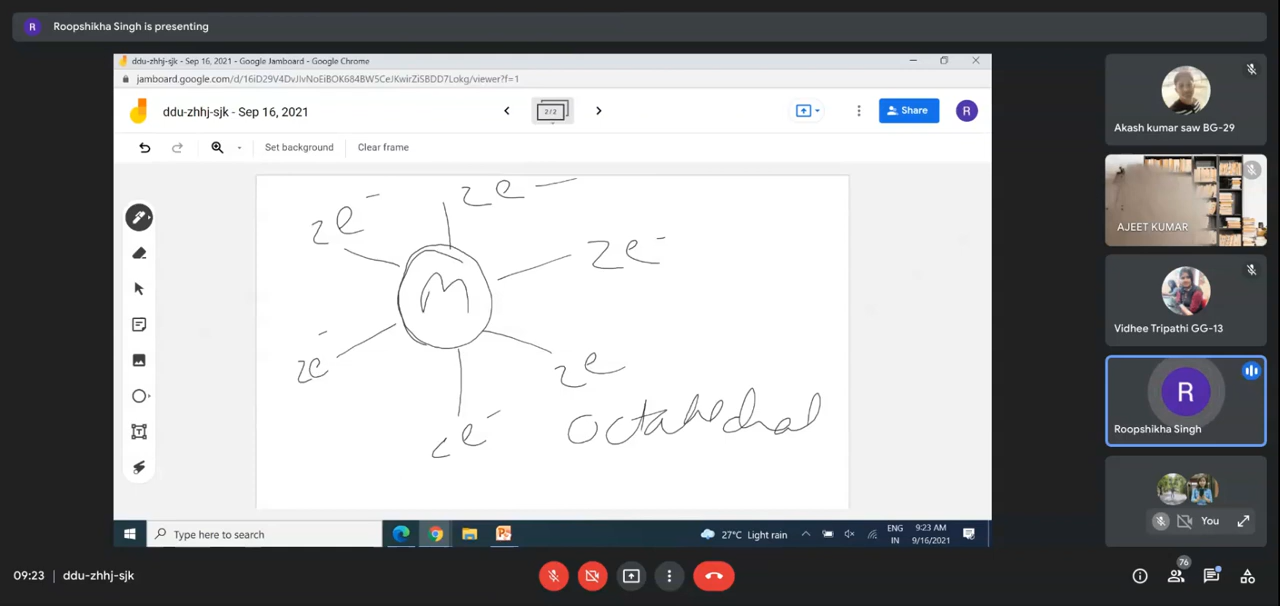 R Roopshikha Singh is presenting
ddu-zhhj-sjk - Sep 16, 2021 - Google Jamboard - Google Chrome
jamboard.google.com/d/16iD29V4DvJIvNoEiBOK684BW5CeJKwirZiSBDD7Lokg/viewer?f=1
ddu-zhhj-sjk - Sep 16, 2021
2/2
Share
R
Set background
Clear frame
2e-
2e-
2e-
M
2e-
2e
2e-
octahedral
Type here to search
27°C Light rain
ENG
IN
9:23 AM
9/16/2021
Akash kumar saw BG-29
AJEET KUMAR
Vidhee Tripathi GG-13
R
Roopshikha Singh
You
09:23 | ddu-zhhj-sjk
76